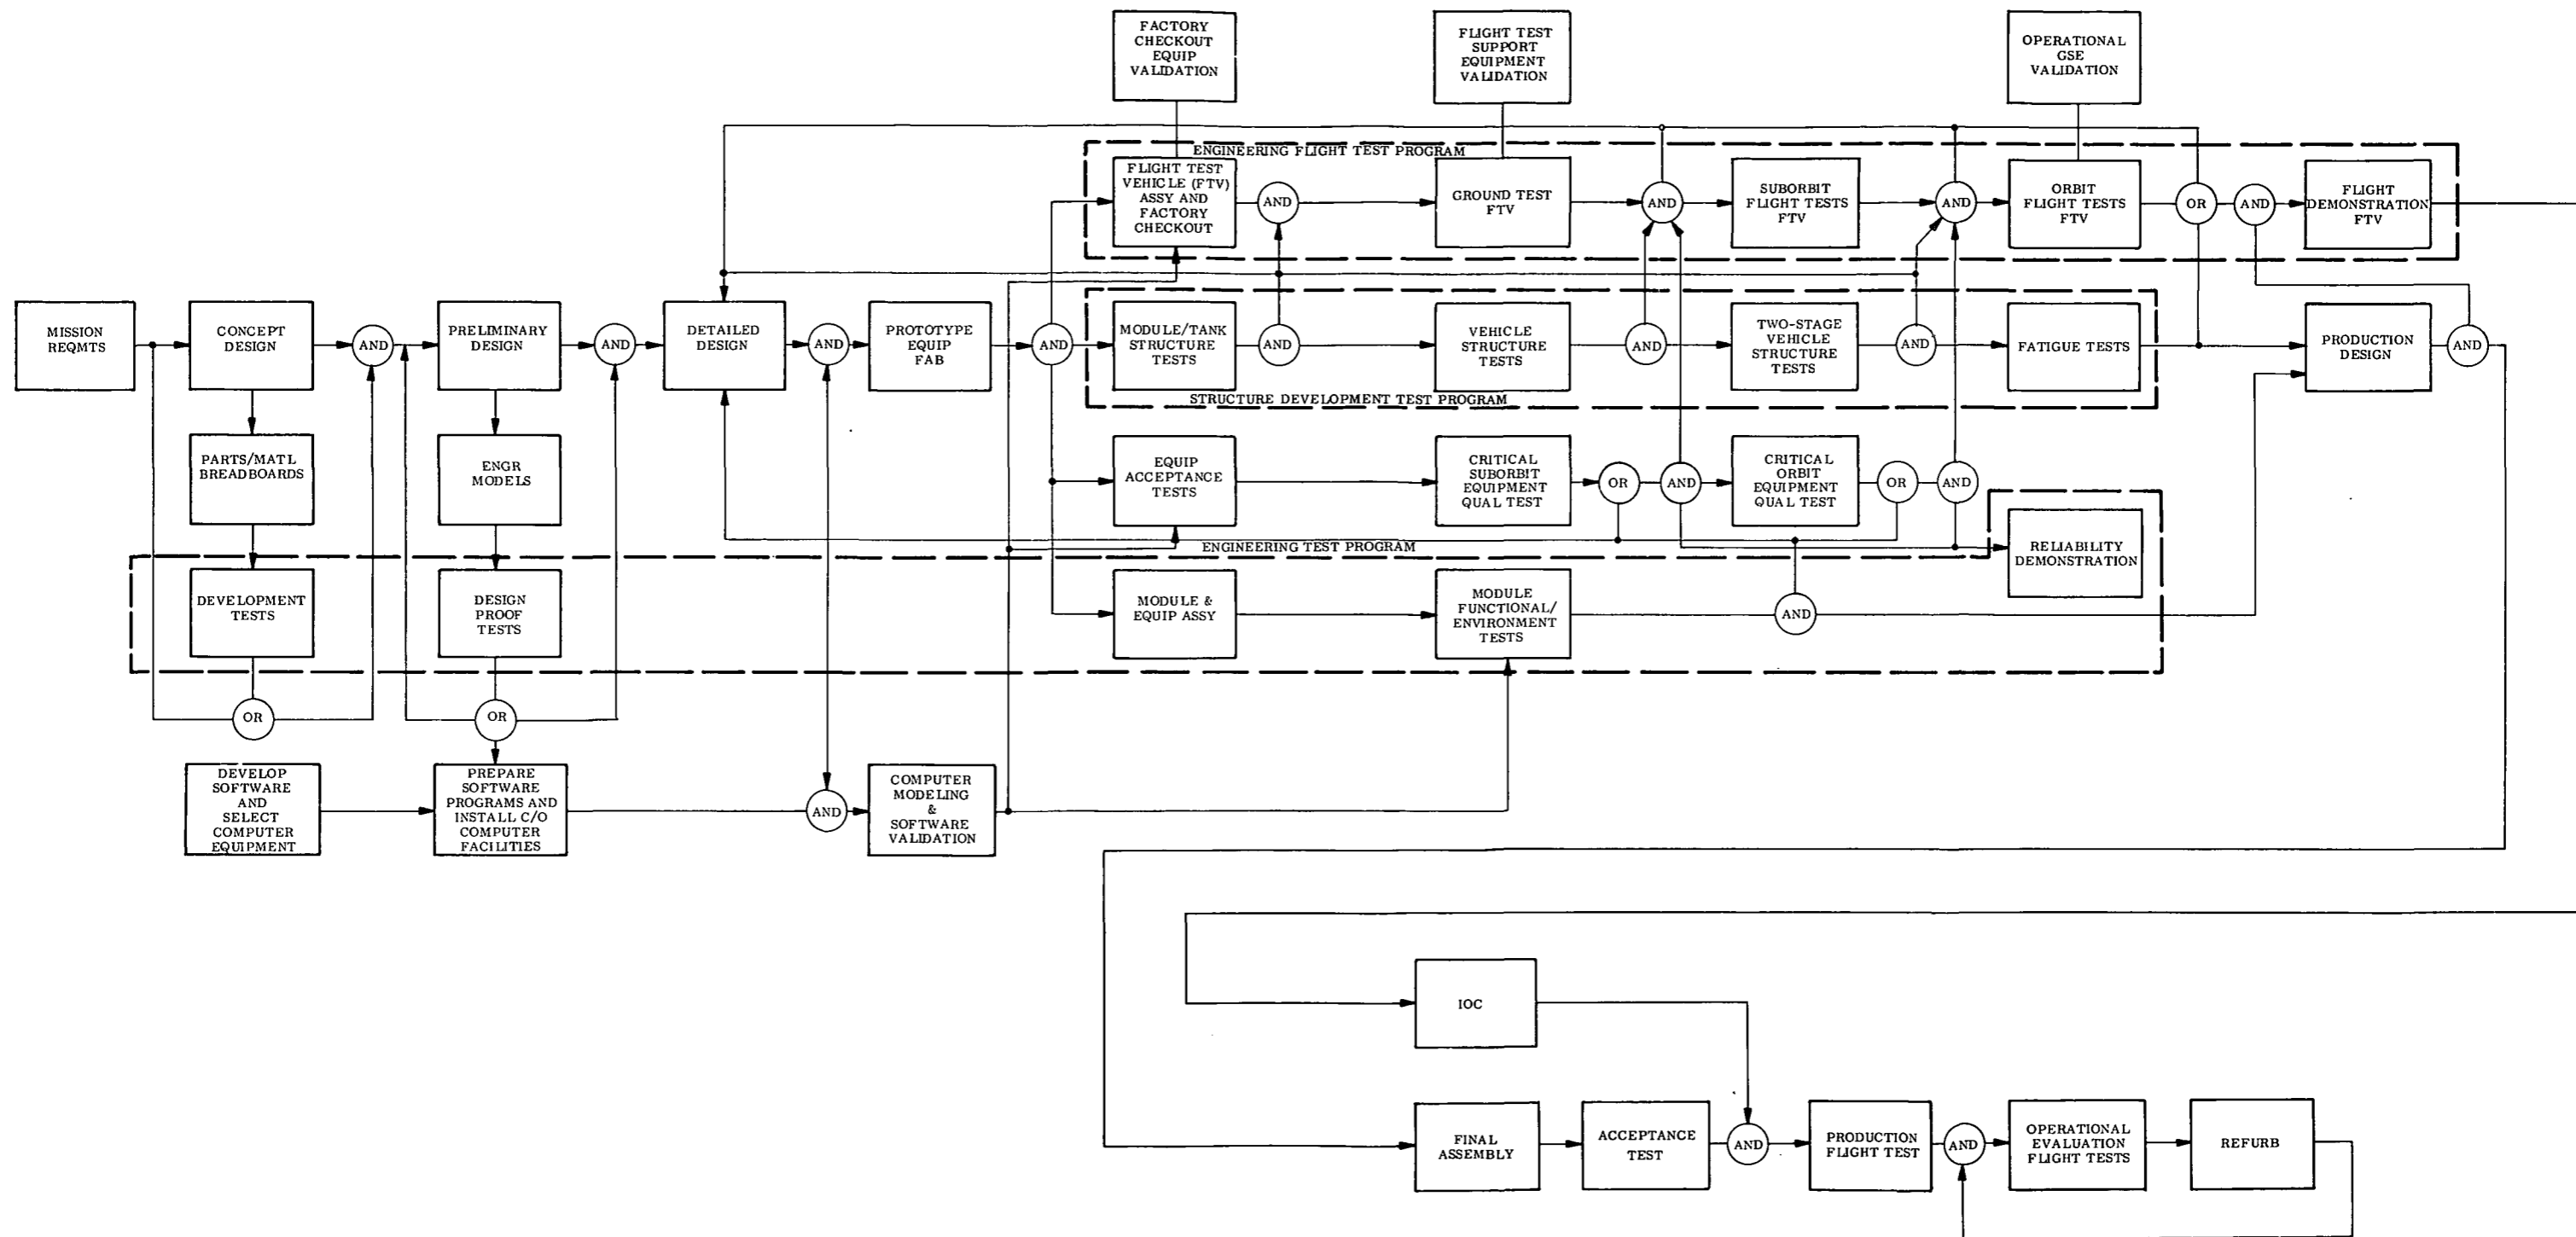 FACTORY
CHECKOUT
EQUIP
VALIDATION
FLIGHT TEST
SUPPORT
EQUIPMENT
VALIDATION
OPERATIONAL
GSE
VALIDATION
ENGINEERING FLIGHT TEST PROGRAM
FLIGHT TEST
VEHICLE (FTV)
ASSY AND
FACTORY
CHECKOUT
AND
GROUND TEST
FTV
AND
SUBORBIT
FLIGHT TESTS
FTV
AND
ORBIT
FLIGHT TESTS
FTV
OR
AND
FLIGHT
DEMONSTRATION
FTV
MISSION
REQMTS
CONCEPT
DESIGN
AND
PRELIMINARY
DESIGN
AND
DETAILED
DESIGN
AND
PROTOTYPE
EQUIP
FAB
AND
MODULE/TANK
STRUCTURE
TESTS
AND
VEHICLE
STRUCTURE
TESTS
AND
TWO-STAGE
VEHICLE
STRUCTURE
TESTS
AND
FATIGUE TESTS
PRODUCTION
DESIGN
AND
STRUCTURE DEVELOPMENT TEST PROGRAM
PARTS/MATL
BREADBOARDS
ENGR
MODELS
EQUIP
ACCEPTANCE
TESTS
CRITICAL
SUBORBIT
EQUIPMENT
QUAL TEST
OR
AND
CRITICAL
ORBIT
EQUIPMENT
QUAL TEST
OR
AND
ENGINEERING TEST PROGRAM
RELIABILITY
DEMONSTRATION
DEVELOPMENT
TESTS
DESIGN
PROOF
TESTS
MODULE &
EQUIP ASSY
MODULE
FUNCTIONAL/
ENVIRONMENT
TESTS
AND
OR
OR
DEVELOP
SOFTWARE
AND
SELECT
COMPUTER
EQUIPMENT
PREPARE
SOFTWARE
PROGRAMS AND
INSTALL C/O
COMPUTER
FACILITIES
AND
COMPUTER
MODELING
&
SOFTWARE
VALIDATION
IOC
FINAL
ASSEMBLY
ACCEPTANCE
TEST
AND
PRODUCTION
FLIGHT TEST
AND
OPERATIONAL
EVALUATION
FLIGHT TESTS
REFURB